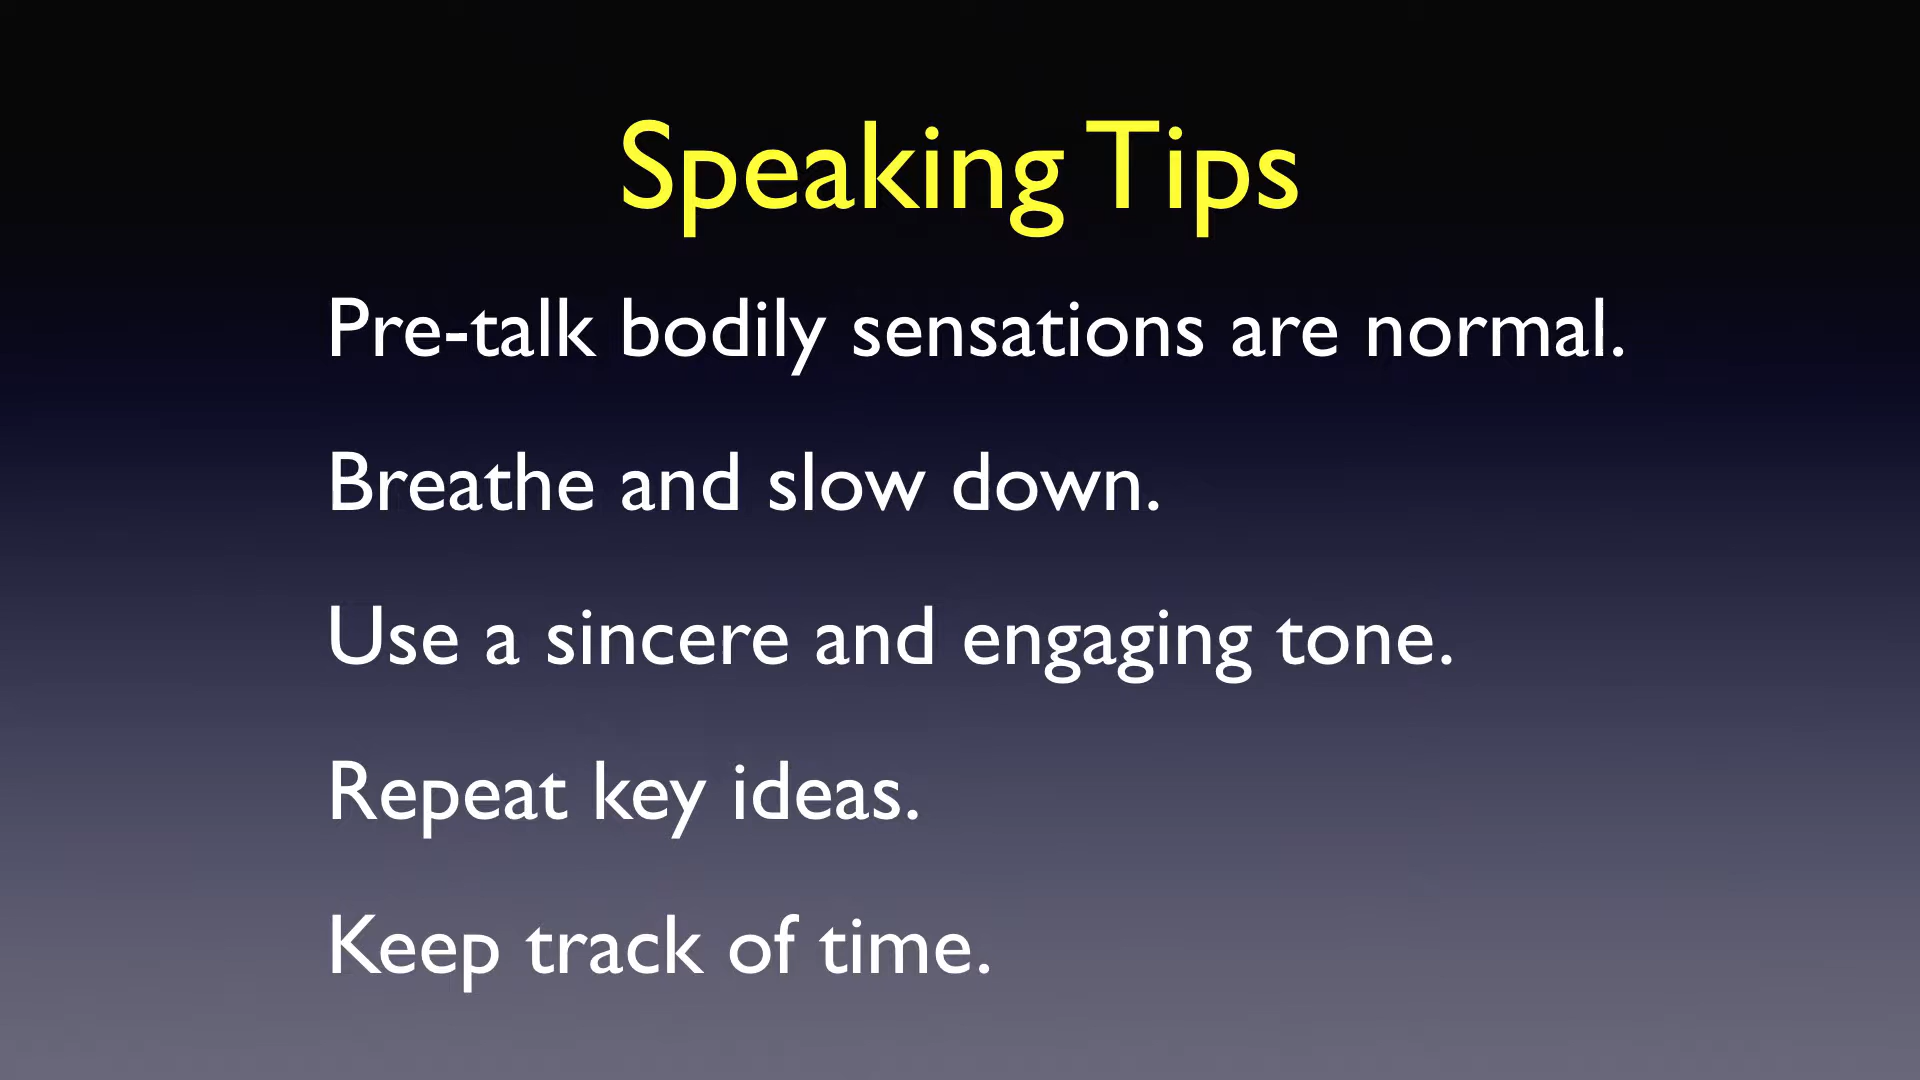 Speaking Tips
Pre-talk bodily sensations are normal.
Breathe and slow down.
Use a sincere and engaging tone.
Repeat key ideas.
Keep track of time.